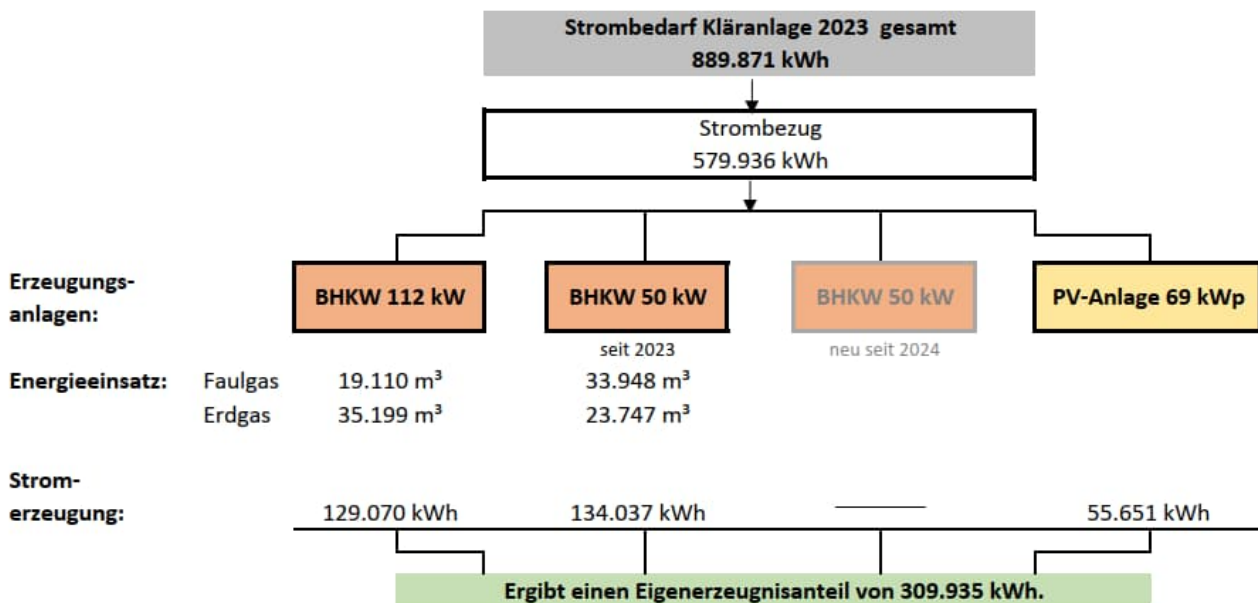 Strombedarf Kläranlage 2023 gesamt
889.871 kWh
Strombezug
579.936 kWh
Erzeugungs-
anlagen:
BHKW 112 kW
BHKW 50 kW
BHKW 50 kW
PV-Anlage 69 kWp
seit 2023
neu seit 2024
Energieeinsatz: Faulgas 19.110 m³ 33.948 m³
Erdgas 35.199 m³ 23.747 m³
Strom-
erzeugung: 129.070 kWh 134.037 kWh 55.651 kWh
Ergibt einen Eigenerzeugnisanteil von 309.935 kWh.